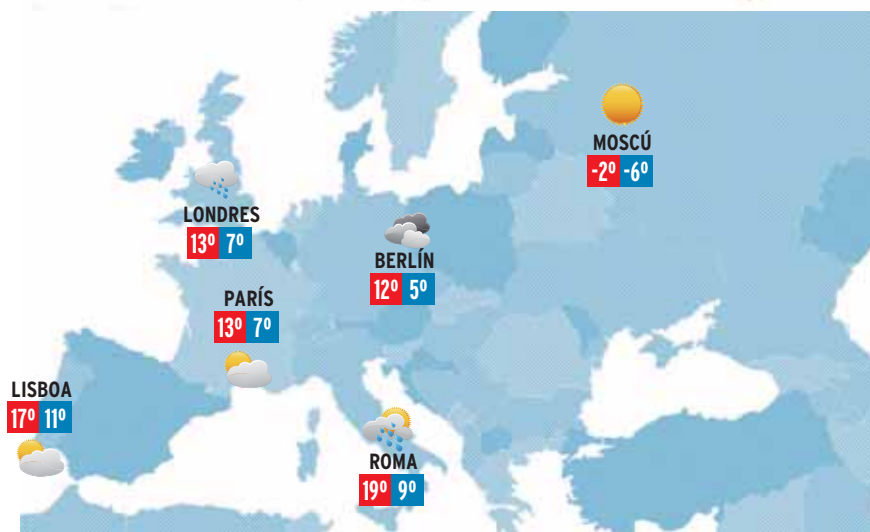 MOSCÚ
-2º -6º
LONDRES
13º 7º
BERLÍN
12º 5º
PARÍS
13º 7º
LISBOA
17º 11º
ROMA
19º 9º